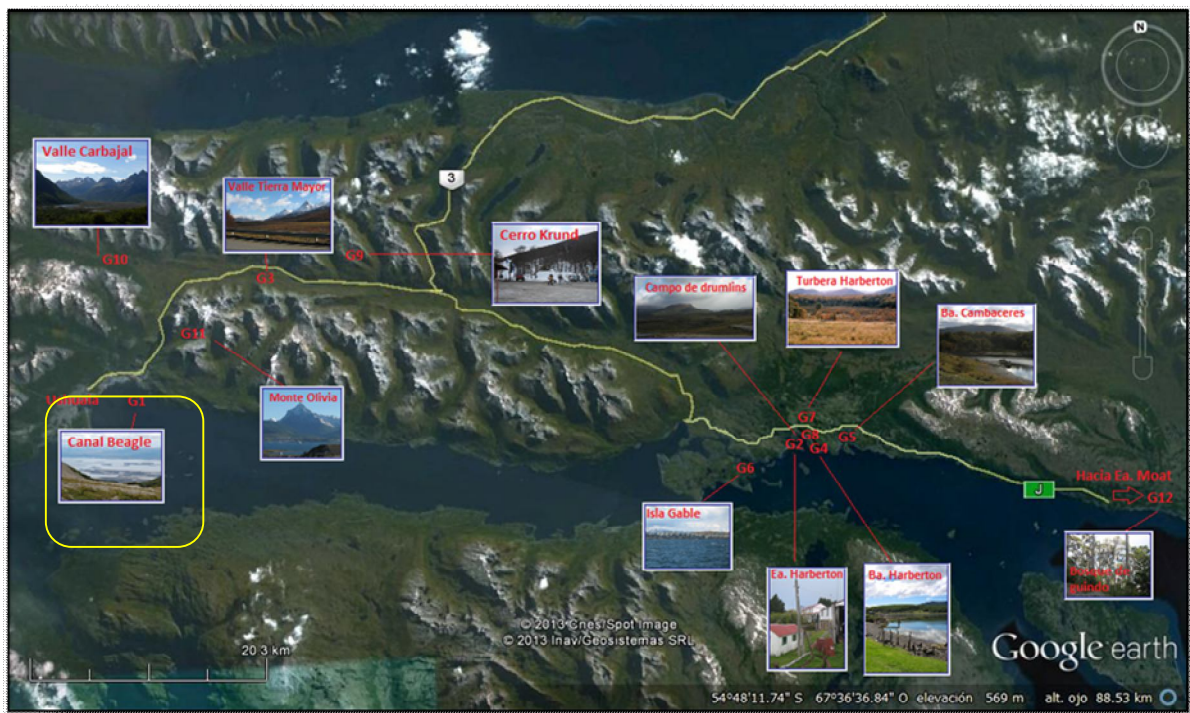 N
Valle Carbajal
Valle Tierra Mayor
3
Cerro Krund
G10
G3
G9
Campo de drumlins
Turbera Harberton
Ba. Cambaceres
G11
Monte Olivia
Ushuaia
G1
Canal Beagle
G7
G8
G2
G4
G5
G6
Isla Gable
Hacia Ea. Moat
J
G12
Bosque de
guindo
Ea. Harberton
Ba. Harberton
© 2013 Cnes/Spot Image
© 2013 Inav/Geosistemas SRL
20.3 km
Google earth
54°48'11.74" S 67°36'36.84" O elevación 569 m alt. ojo 88.53 km